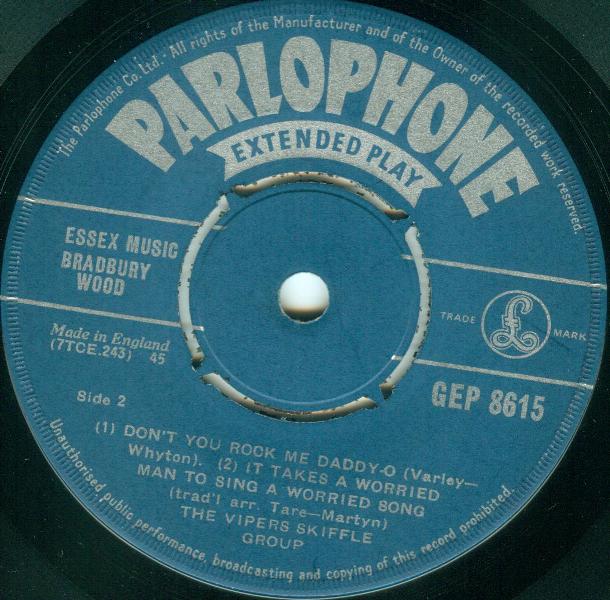 The Parlophone Co. Ltd.· All rights of the Manufacturer and of the Owner of the recorded work reserved.
PARLOPHONE
EXTENDED PLAY
ESSEX MUSIC
BRADBURY
WOOD
TRADE £ MARK
Made in England
(7TCE.243) 45
GEP 8615
Side 2
(1) DON'T YOU ROCK ME DADDY-O (Varley—
Whyton). (2) IT TAKES A WORRIED
MAN TO SING A WORRIED SONG
(trad'l arr. Tare—Martyn)
THE VIPERS SKIFFLE
GROUP
Unauthorised public performance, broadcasting and copying of this record prohibited.